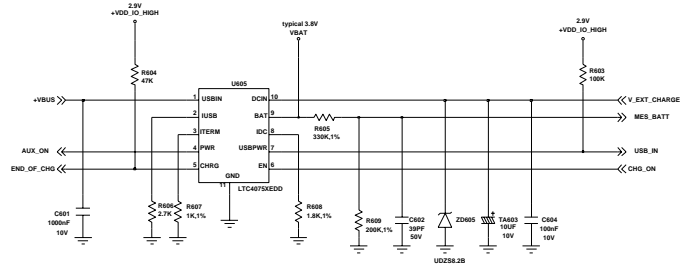 2.9V
+VDD_IO_HIGH
typical 3.8V
VBAT
2.9V
+VDD_IO_HIGH
R604
47K
R603
100K
U605
+VBUS
1 USBIN
DCIN 10
V_EXT_CHARGE
2 IUSB
BAT 9
MES_BATT
3 ITERM
IDC 8
R605
330K,1%
AUX_ON
4 PWR
USBPWR 7
USB_IN
END_OF_CHG
5 CHRG
EN 6
CHG_ON
GND
11
LTC4075XEDD
C601
1000nF
10V
R606
2.7K
R607
1K,1%
R608
1.8K,1%
R609
200K,1%
C602
39PF
50V
ZD605
UDZS8.2B
+
TA603
10UF
10V
C604
100nF
10V